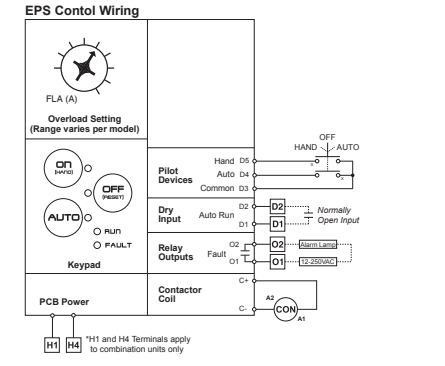 EPS Contol Wiring
FLA (A)
Overload Setting
(Range varies per model)
ON
(HAND)
OFF
(RESET)
AUTO
RUN
FAULT
Keypad
PCB Power
H1
H4
*H1 and H4 Terminals apply
to combination units only
Pilot
Devices
Hand D5
Auto D4
Common D3
OFF
HAND
AUTO
x
x
Dry
Input
Auto Run
D2
D1
D2
D1
Normally
Open Input
Relay
Outputs
Fault
O2
O1
O2
O1
Alarm Lamp
12-250VAC
Contactor
Coil
C+
C-
A2
CON
A1